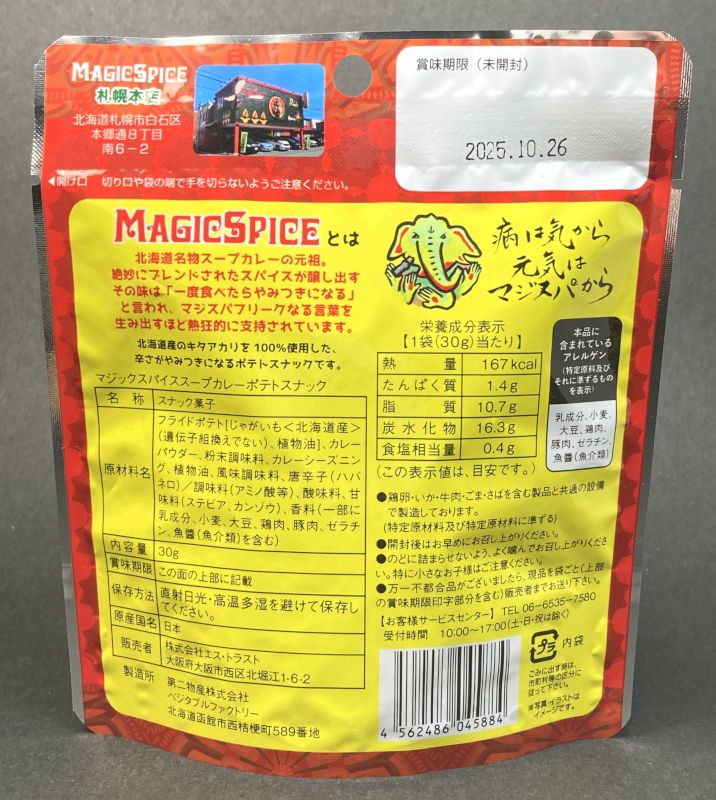 MAGICSPICE
札幌本店
北海道札幌市白石区
本郷通8丁目
南6-2
賞味期限（未開封）
2025.10.26
◀開け口 切り口や袋の端で手を切らないようご注意ください。
MAGICSPICEとは
北海道名物スープカレーの元祖。
絶妙にブレンドされたスパイスが醸し出す
その味は「一度食べたらやみつきになる」
と言われ、マジスパフリークなる言葉を
生み出すほど熱狂的に支持されています。
北海道産のキタアカリを100%使用した、
辛さがやみつきになるポテトスナックです。
マジックスパイススープカレーポテトスナック
名称 スナック菓子
原材料名 フライドポテト[じゃがいも<北海道産>
(遺伝子組換えでない)、植物油]、カレー
パウダー、粉末調味料、カレーシーズニン
グ、植物油、風味調味料、唐辛子(ハバ
ネロ)/調味料(アミノ酸等)、酸味料、甘
味料(ステビア、カンゾウ)、香料(一部に
乳成分、小麦、大豆、鶏肉、豚肉、ゼラチ
ン、魚醬(魚介類)を含む)
内容量 30g
賞味期限 この面の上部に記載
保存方法 直射日光・高温多湿を避けて保存し
てください。
原産国名 日本
販売者 株式会社エス・トラスト
大阪府大阪市西区北堀江1-6-2
製造所 第二物産株式会社
ベジタブルファクトリー
北海道函館市西桔梗町589番地
病は気から
元気は
マジスパから
栄養成分表示
【1袋(30g)当たり】
熱量 167kcal
たんぱく質 1.4g
脂質 10.7g
炭水化物 16.3g
食塩相当量 0.4g
(この表示値は、目安です。)
本品に
含まれている
アレルゲン
(特定原料及び
それに準ずるもの
を表示)
乳成分、小麦、
大豆、鶏肉、
豚肉、ゼラチン、
魚醬(魚介類)
●鶏卵・いか・牛肉・ごま・さばを含む製品と共通の設備
で製造しております。
(特定原材料及び特定原材料に準ずる)
●開封後はお早めにお召し上がりください。
●のどに詰まらせないよう、よく噛んでお召し上がりくださ
い。特に小さなお子様はご注意ください。
●万一不都合品がございましたら、現品を袋ごと(上部
の賞味期限印字部分を含む)販売者までお送り下さい。
【お客様サービスセンター】 TEL 06-6535-7580
受付時間 10:00〜17:00(土・日・祝は除く)
プラ
内袋
ごみに出す時は、
市町村等の区分に
従って下さい。
※写真・イラストは
イメージです。
4 562486 045884